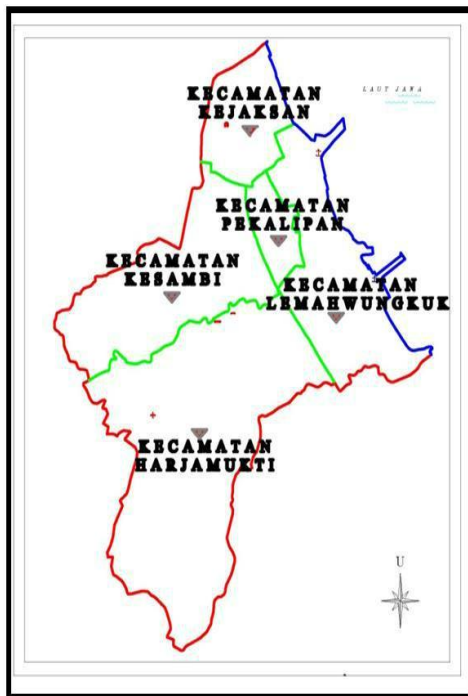 KECAMATAN
KEJAKSAN
LAUT JAWA
KECAMATAN
PEKALIPAN
KECAMATAN
KESAMBI
KECAMATAN
LEMAHWUNGKUK
KECAMATAN
HARJAMUKTI
U